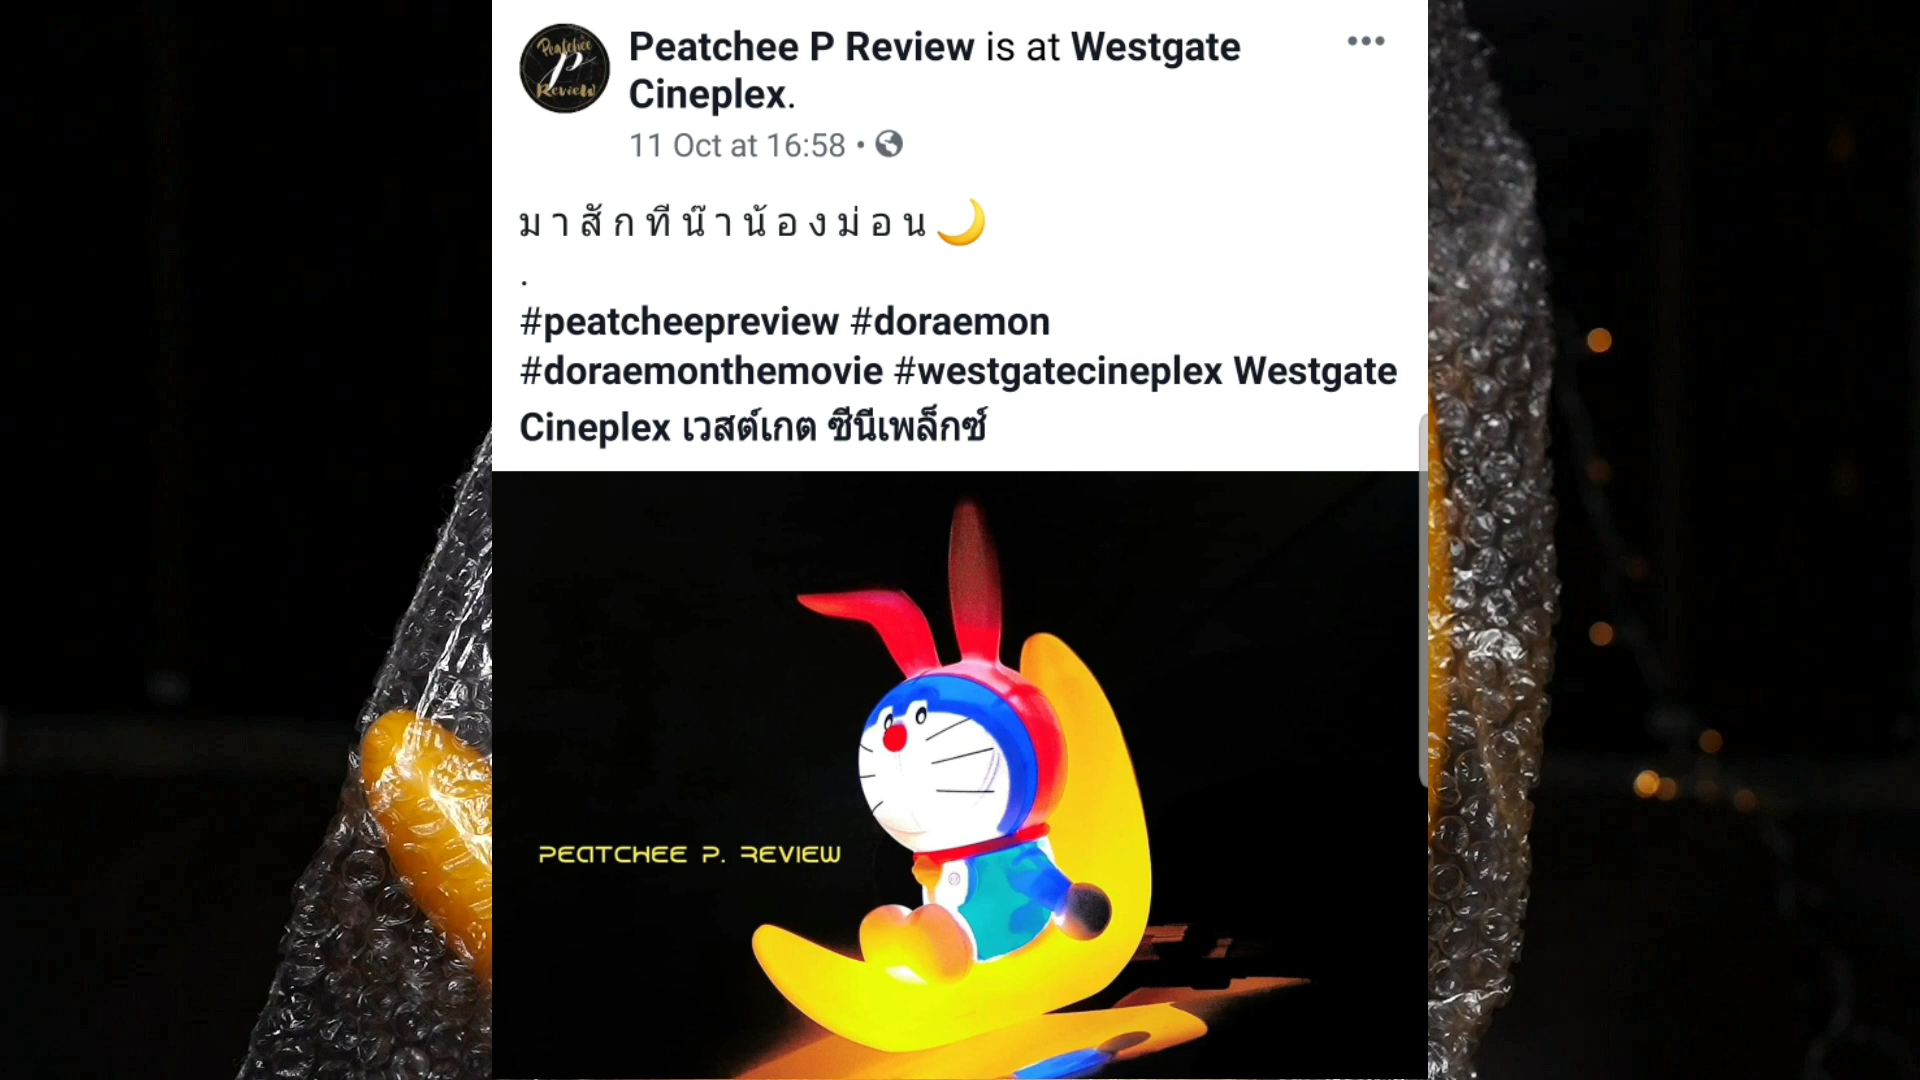 Peatchee
P
Review
Peatchee P Review is at Westgate
Cineplex.
11 Oct at 16:58 •
ม า สั ก ที น๊ า น้ อ ง ม่ อ น 🌙
.
#peatcheepreview #doraemon
#doraemonthemovie #westgatecineplex Westgate
Cineplex เวสต์เกต ซีนีเพล็กซ์
PEATCHEE P. REVIEW